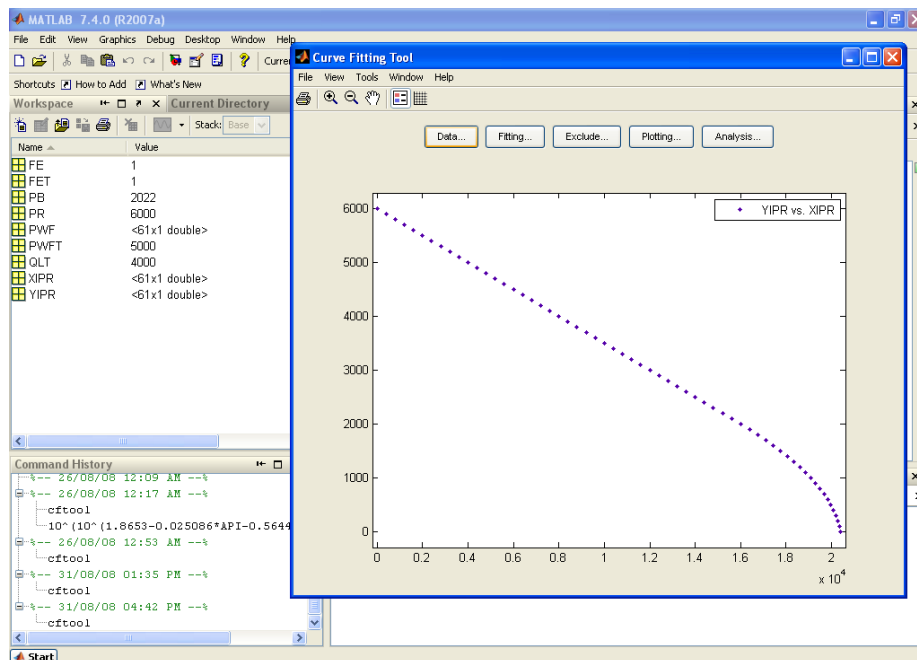 MATLAB 7.4.0 (R2007a)
File Edit View Graphics Debug Desktop Window Help
Shortcuts How to Add What's New
Workspace Current Directory
Stack: Base
Name Value
FE 1
FET 1
PB 2022
PR 6000
PWF <61x1 double>
PWFT 5000
QLT 4000
XIPR <61x1 double>
YIPR <61x1 double>
Command History
%-- 26/08/08 12:09 AM --%
%-- 26/08/08 12:17 AM --%
cftool
10^(10^(1.8653-0.025086*API-0.5644
%-- 26/08/08 12:53 AM --%
cftool
%-- 31/08/08 01:35 PM --%
cftool
%-- 31/08/08 04:42 PM --%
cftool
Start
Curve Fitting Tool
File View Tools Window Help
Data... Fitting... Exclude... Plotting... Analysis...
YIPR vs. XIPR
6000
5000
4000
3000
2000
1000
0
0 0.2 0.4 0.6 0.8 1 1.2 1.4 1.6 1.8 2
x 10^4